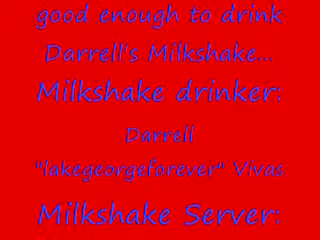 good enough to drink
Darrell's Milkshake...
Milkshake drinker:
Darrell
"lakegeorgeforever" Vivas
Milkshake Server: